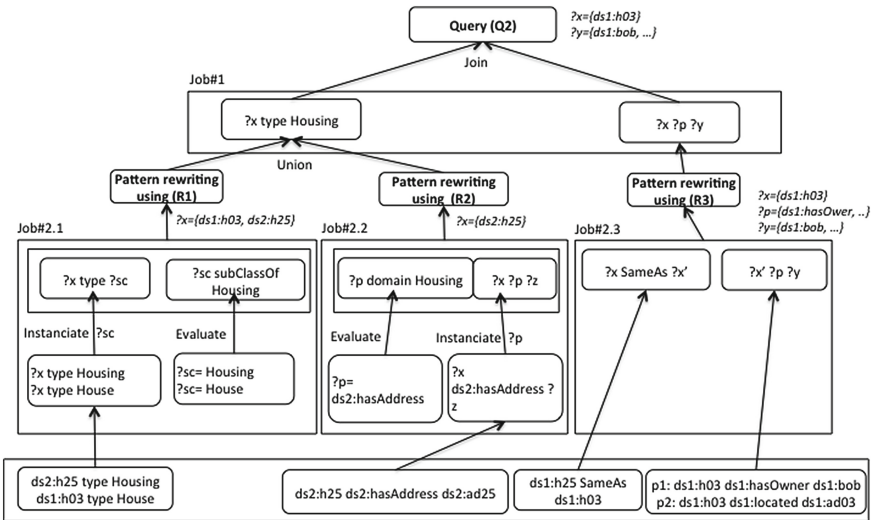 Query (Q2)
?x={ds1:h03}
?y={ds1:bob, ...}
Join
Job#1
?x type Housing
?x ?p ?y
Union
Pattern rewriting
using (R1)
Pattern rewriting
using (R2)
Pattern rewriting
using (R3)
?x={ds1:h03}
?p={ds1:hasOwer, ..}
?y={ds1:bob, ...}
?x={ds1:h03, ds2:h25}
?x={ds2:h25}
Job#2.1
Job#2.2
Job#2.3
?x type ?sc
?sc subClassOf
Housing
?p domain Housing
?x ?p ?z
?x SameAs ?x'
?x' ?p ?y
Instanciate ?sc
Evaluate
Evaluate
Instanciate ?p
?x type Housing
?x type House
?sc= Housing
?sc= House
?p=
ds2:hasAddress
?x
ds2:hasAddress ?
z
ds2:h25 type Housing
ds1:h03 type House
ds2:h25 ds2:hasAddress ds2:ad25
ds1:h25 SameAs
ds1:h03
p1: ds1:h03 ds1:hasOwner ds1:bob
p2: ds1:h03 ds1:located ds1:ad03